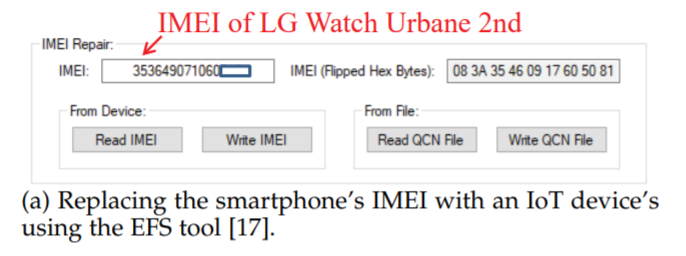 IMEI of LG Watch Urbane 2nd
IMEI Repair:
IMEI: 353649071060 IMEI (Flipped Hex Bytes): 08 3A 35 46 09 17 60 50 81
From Device: From File:
Read IMEI Write IMEI Read QCN File Write QCN File
(a) Replacing the smartphone's IMEI with an IoT device's
using the EFS tool [17].